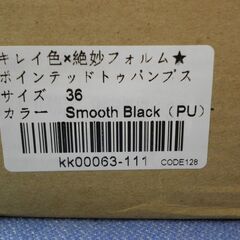 キレイ色×絶妙フォルム★
ポインテッドトゥパンプス
サイズ 36
カラー Smooth Black (PU)
kk00063-111
CODE128